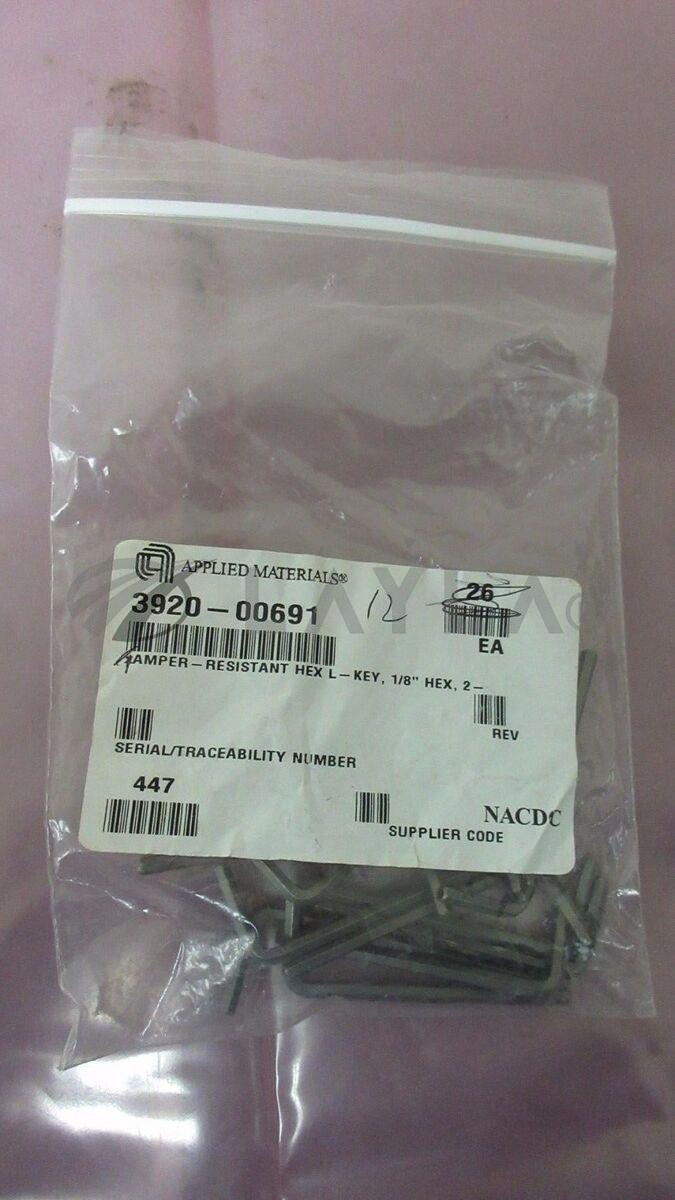 APPLIED MATERIALS®
3920-00691 12 26
EA
TAMPER-RESISTANT HEX L-KEY, 1/8" HEX, 2-
REV
SERIAL/TRACEABILITY NUMBER
447
NACDC
SUPPLIER CODE